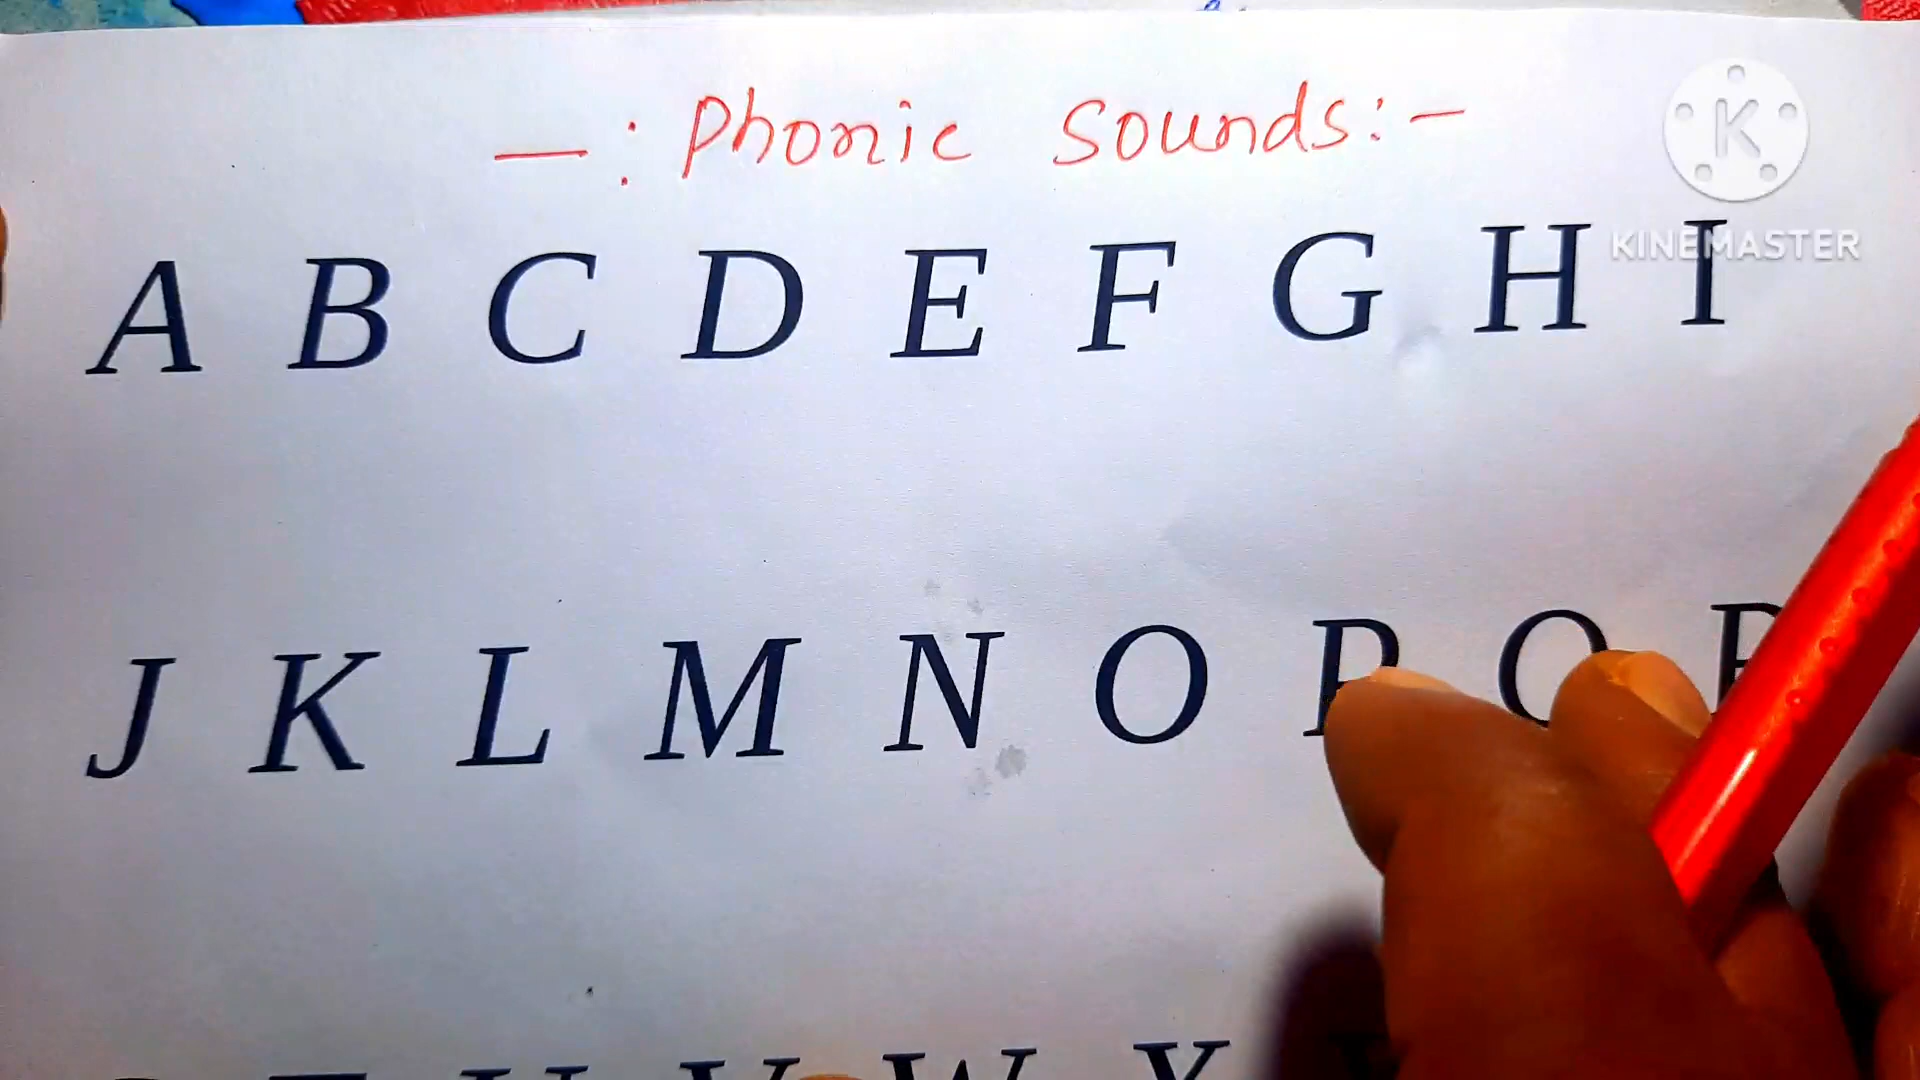 —: Phonic Sounds:-
K
KINEMASTER
A B C D E F G H I
J K L M N O P Q R
U V W X